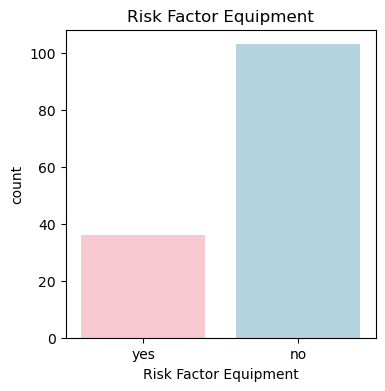 Risk Factor Equipment
100
80
60
40
20
0
count
yes no
Risk Factor Equipment